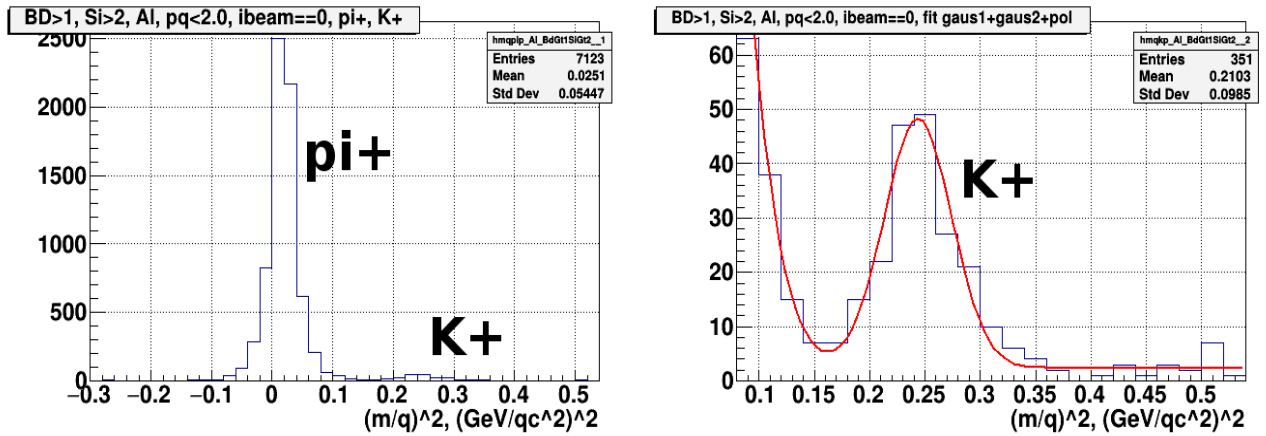 BD>1, Si>2, Al, pq<2.0, ibeam==0, pi+, K+
hmqpip_Al_BdGt1SiGt2__1
Entries 7123
Mean 0.0251
Std Dev 0.05447
2500
2000
1500
1000
500
0
pi+
K+
−0.3 −0.2 −0.1 0 0.1 0.2 0.3 0.4 0.5
(m/q)^2, (GeV/qc^2)^2
BD>1, Si>2, Al, pq<2.0, ibeam==0, fit gaus1+gaus2+pol
hmqkp_Al_BdGt1SiGt2__2
Entries 351
Mean 0.2103
Std Dev 0.0985
60
50
40
30
20
10
0
K+
0.1 0.15 0.2 0.25 0.3 0.35 0.4 0.45 0.5
(m/q)^2, (GeV/qc^2)^2